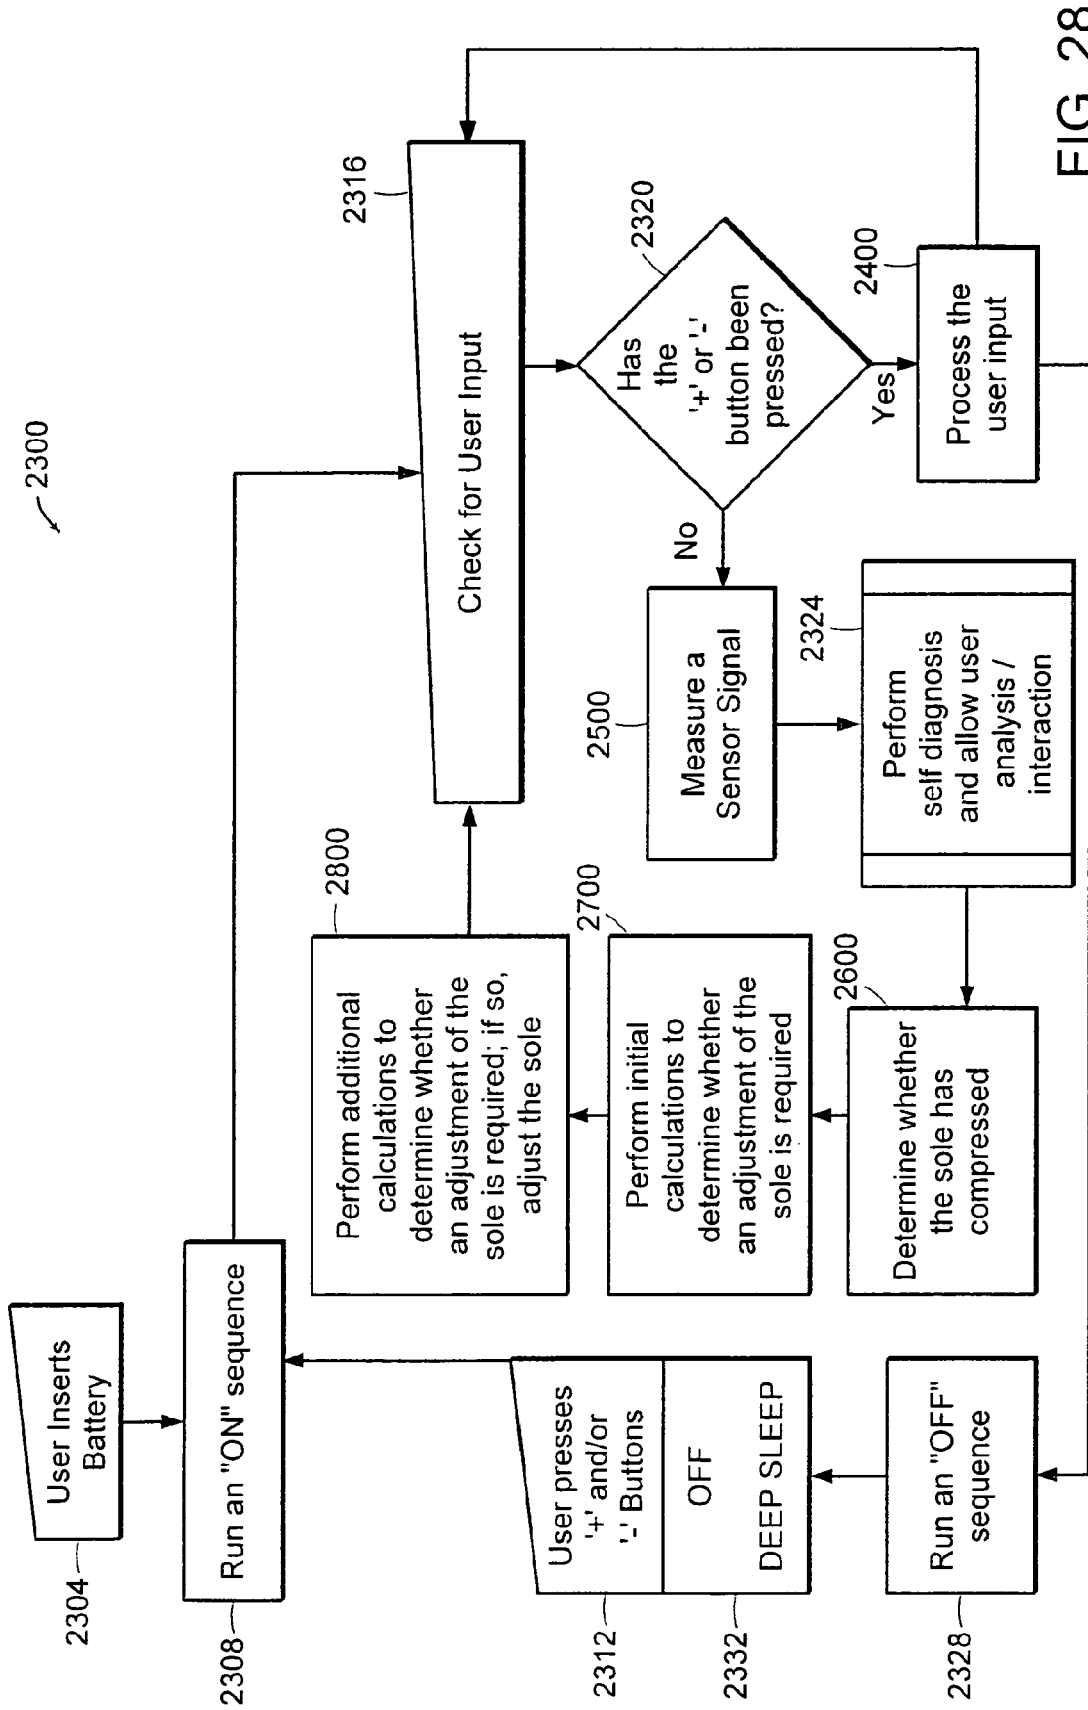 2300
User Inserts
Battery
2304
Run an "ON" sequence
2308
User presses
'+' and/or
'-' Buttons
2312
OFF
DEEP SLEEP
2332
Run an "OFF"
sequence
2328
Check for User Input
2316
Has
the
'+' or '-'
button been
pressed?
2320
No
Yes
Process the
user input
2400
Measure a
Sensor Signal
2500
Perform
self diagnosis
and allow user
analysis /
interaction
2324
Determine whether
the sole has
compressed
2600
Perform initial
calculations to
determine whether
an adjustment of the
sole is required
2700
Perform additional
calculations to
determine whether
an adjustment of the
sole is required; if so,
adjust the sole
2800
FIG. 28